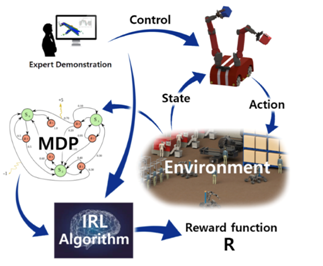 Control
Expert Demonstration
State
Action
MDP
Environment
IRL
Algorithm
Reward function
R